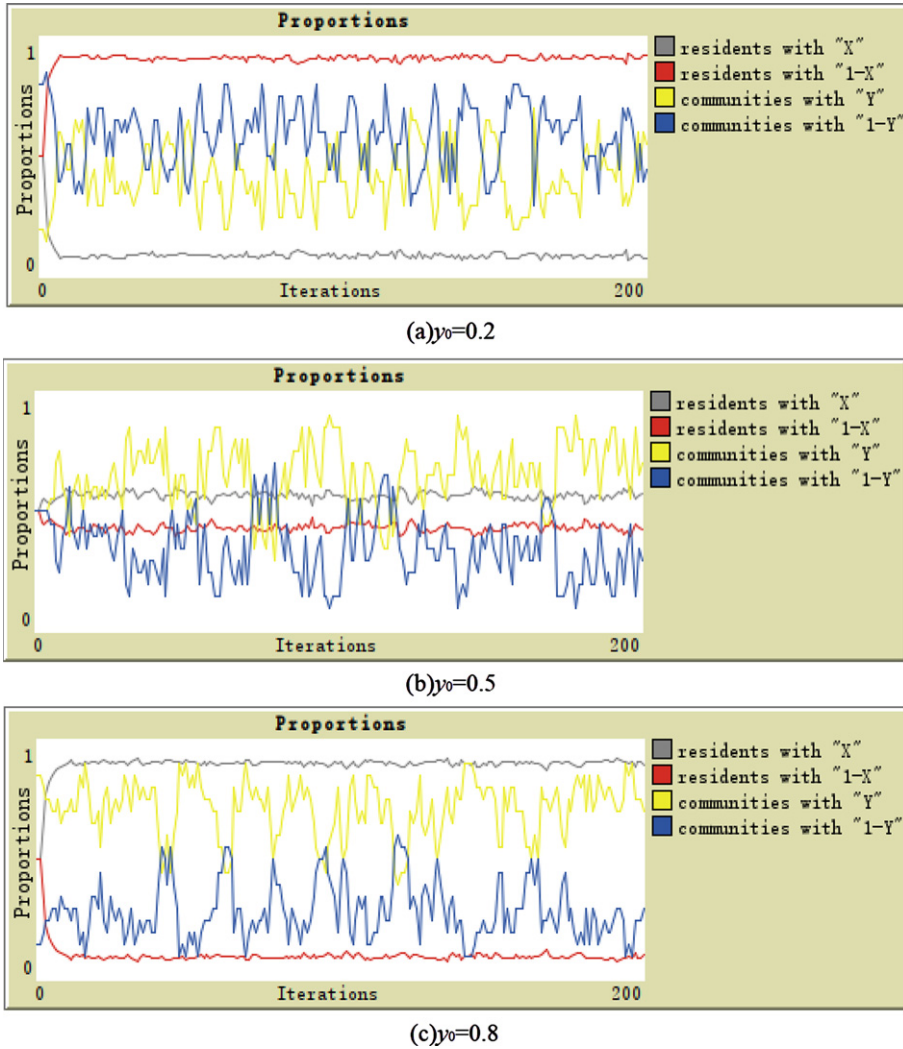 Proportions
1
Proportions
0
0
Iterations
200
residents with "X"
residents with "1-X"
communities with "Y"
communities with "1-Y"
(a)y₀=0.2
Proportions
1
Proportions
0
0
Iterations
200
residents with "X"
residents with "1-X"
communities with "Y"
communities with "1-Y"
(b)y₀=0.5
Proportions
1
Proportions
0
0
Iterations
200
residents with "X"
residents with "1-X"
communities with "Y"
communities with "1-Y"
(c)y₀=0.8